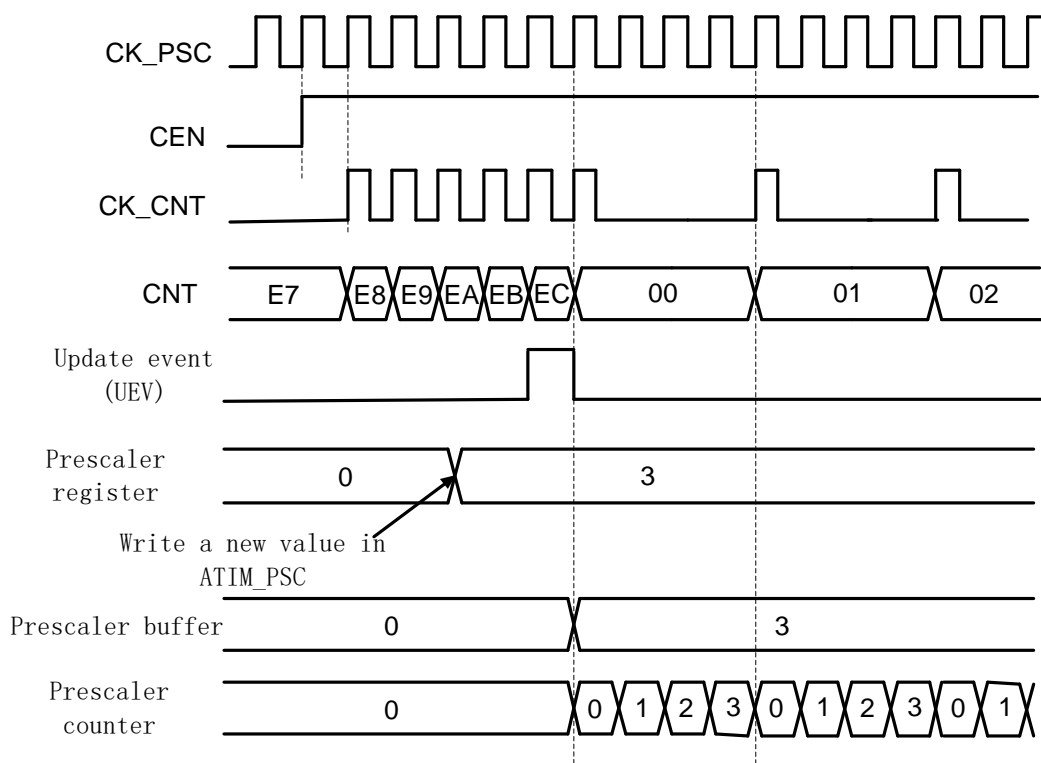 CK_PSC
CEN
CK_CNT
CNT
E7 E8 E9 EA EB EC 00 01 02
Update event
(UEV)
Prescaler
register
0 3
Write a new value in
ATIM_PSC
Prescaler buffer
0 3
Prescaler
counter
0 0 1 2 3 0 1 2 3 0 1